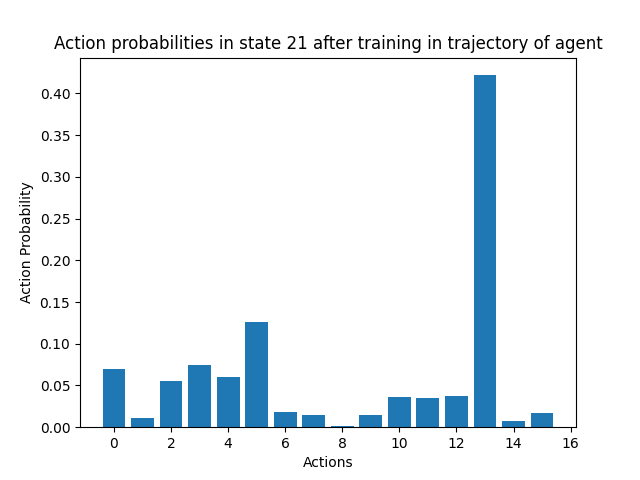 Action probabilities in state 21 after training in trajectory of agent
0.40
0.35
0.30
0.25
0.20
0.15
0.10
0.05
0.00
Action Probability
0 2 4 6 8 10 12 14 16
Actions